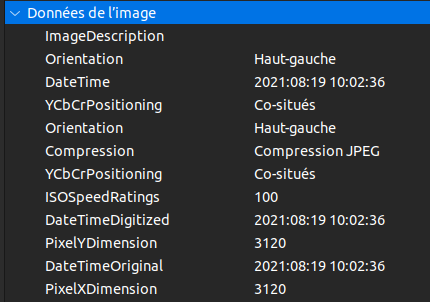 Données de l'image
ImageDescription
Orientation Haut-gauche
DateTime 2021:08:19 10:02:36
YCbCrPositioning Co-situés
Orientation Haut-gauche
Compression Compression JPEG
YCbCrPositioning Co-situés
ISOSpeedRatings 100
DateTimeDigitized 2021:08:19 10:02:36
PixelYDimension 3120
DateTimeOriginal 2021:08:19 10:02:36
PixelXDimension 3120